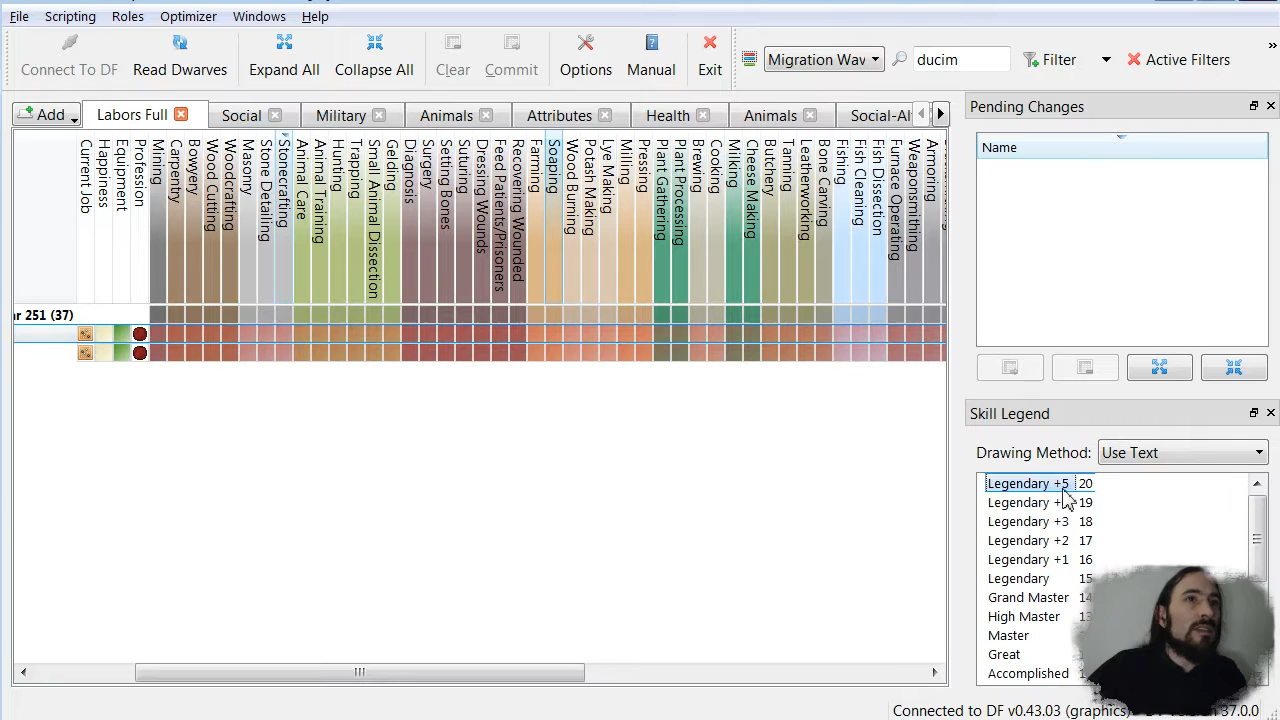 File Scripting Roles Optimizer Windows Help
Connect To DF Read Dwarves Expand All Collapse All Clear Commit Options Manual Exit Migration Wav ducim Filter Active Filters »
Add Labors Full Social Military Animals Attributes Health Animals Social-Al
Pending Changes
Name
Current Job
Happiness
Equipment
Profession
Mining
Carpentry
Bowyery
Wood Cutting
Woodcrafting
Masonry
Stone Detailing
Stonecrafting
Animal Care
Animal Training
Hunting
Trapping
Small Animal Dissection
Gelding
Diagnosis
Surgery
Setting Bones
Suturing
Dressing Wounds
Feed Patients/Prisoners
Recovering Wounded
Farming
Soaping
Wood Burning
Potash Making
Lye Making
Milling
Pressing
Plant Gathering
Plant Processing
Brewing
Cooking
Milking
Cheese Making
Butchery
Tanning
Leatherworking
Bone Carving
Fishing
Fish Cleaning
Fish Dissection
Furnace Operating
Weaponsmithing
Armoring
ar 251 (37)
Skill Legend
Drawing Method: Use Text
Legendary +5 20
Legendary + 19
Legendary +3 18
Legendary +2 17
Legendary +1 16
Legendary 15
Grand Master 14
High Master 13
Master
Great
Accomplished
Connected to DF v0.43.03 (graphics) 37.0.0